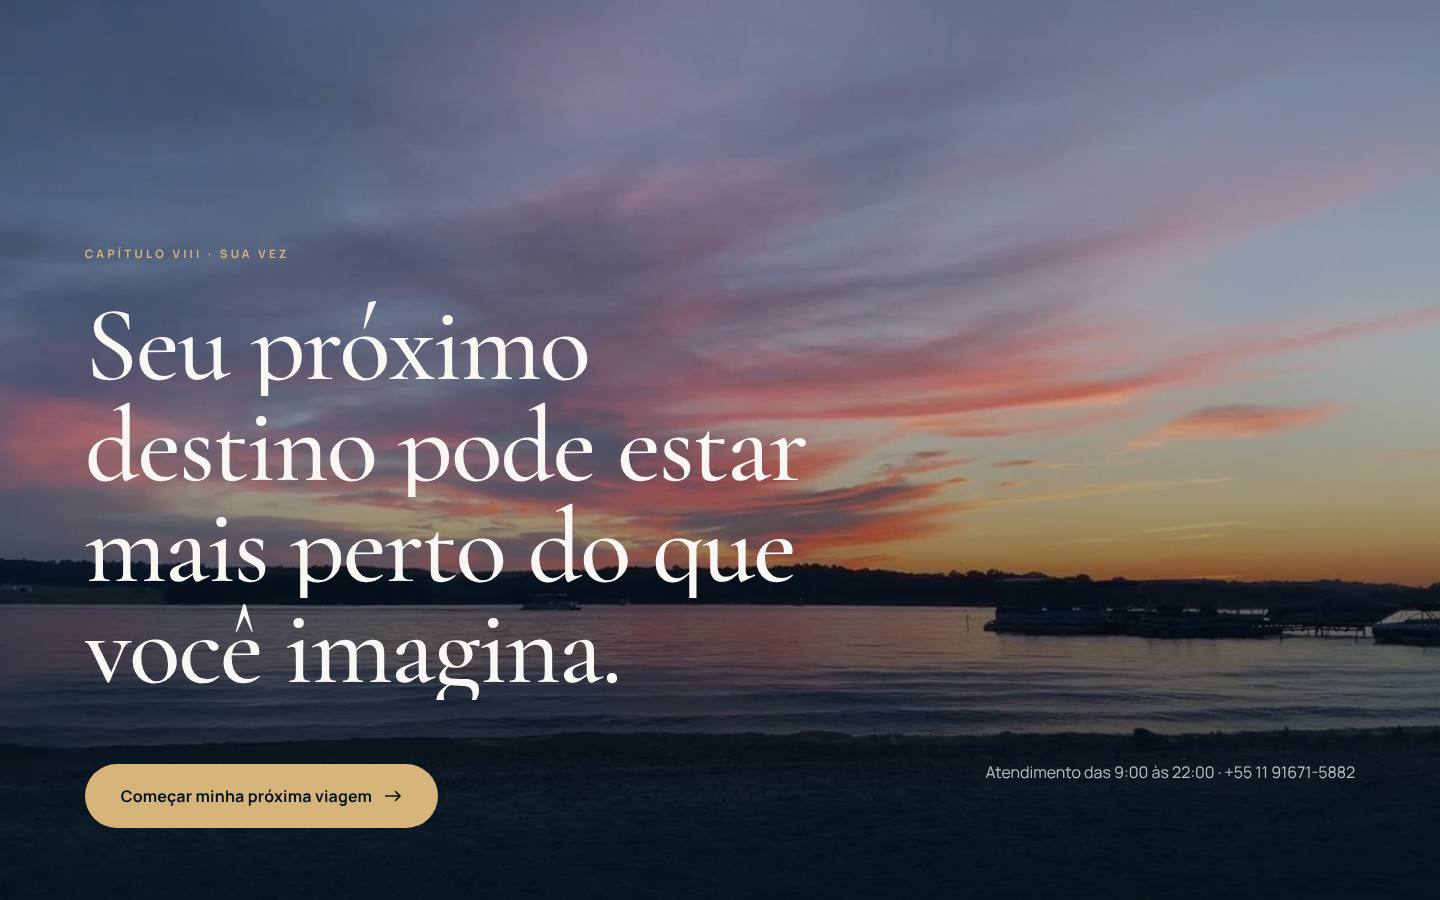 CAPÍTULO VIII · SUA VEZ
Seu próximo
destino pode estar
mais perto do que
você imagina.
Começar minha próxima viagem →
Atendimento das 9:00 às 22:00 · +55 11 91671-5882